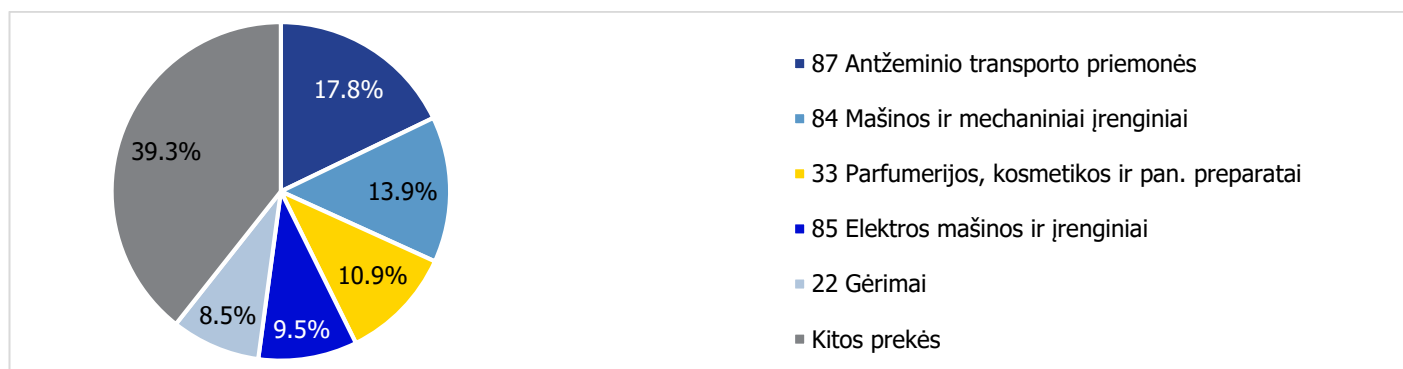 17.8%
13.9%
10.9%
9.5%
8.5%
39.3%
87 Antžeminio transporto priemonės
84 Mašinos ir mechaniniai įrenginiai
33 Parfumerijos, kosmetikos ir pan. preparatai
85 Elektros mašinos ir įrenginiai
22 Gėrimai
Kitos prekės